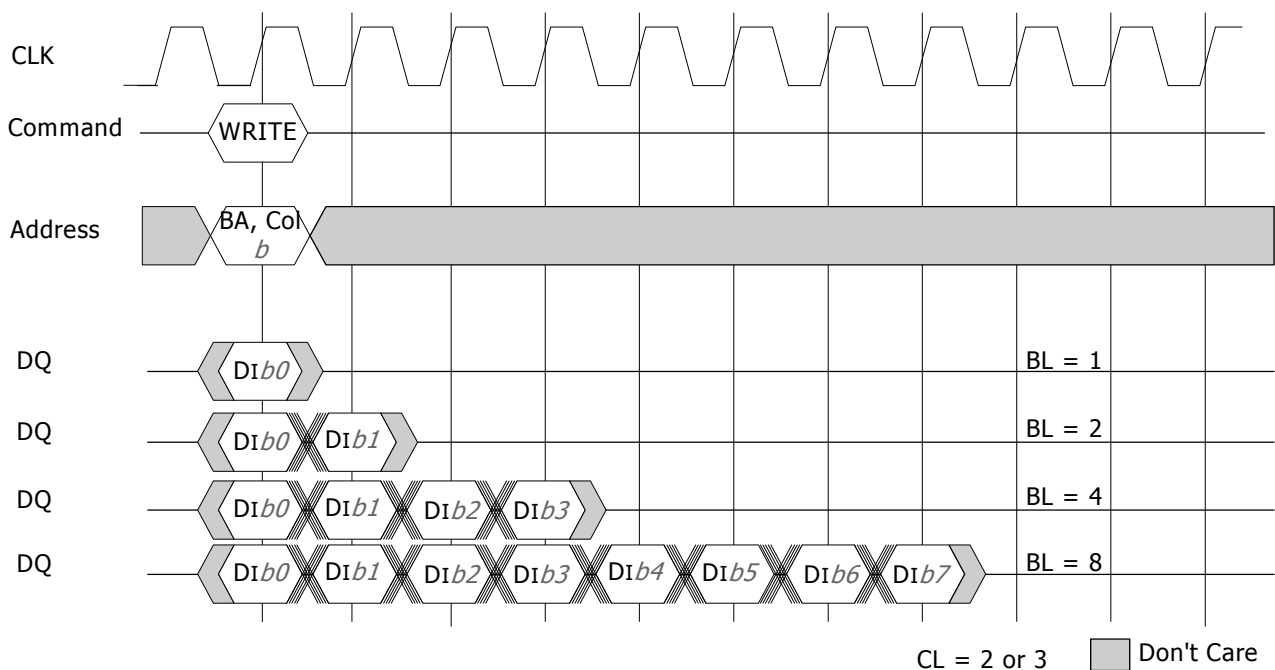 CLK
Command WRITE
Address BA, Col
b
DQ DIb0 BL = 1
DQ DIb0 DIb1 BL = 2
DQ DIb0 DIb1 DIb2 DIb3 BL = 4
DQ DIb0 DIb1 DIb2 DIb3 DIb4 DIb5 DIb6 DIb7 BL = 8
CL = 2 or 3 Don't Care